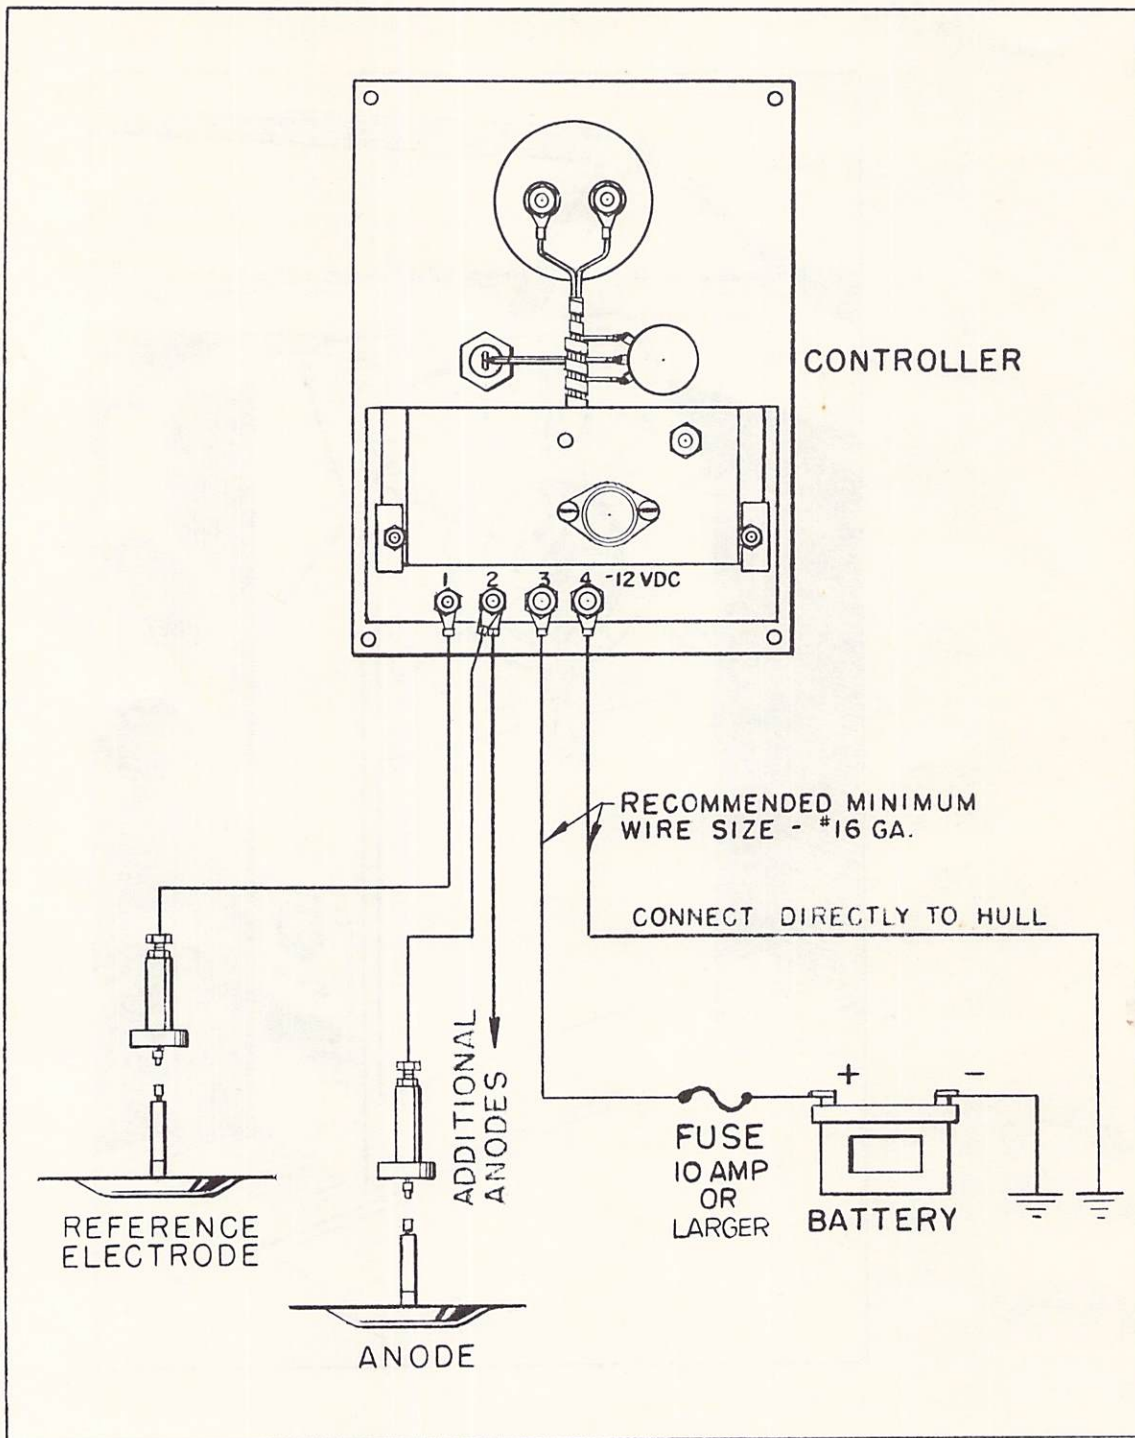 CONTROLLER
1 2 3 4 -12 VDC
RECOMMENDED MINIMUM
WIRE SIZE - #16 GA.
CONNECT DIRECTLY TO HULL
ADDITIONAL
ANODES
+ -
FUSE
10 AMP
OR
LARGER
BATTERY
REFERENCE
ELECTRODE
ANODE